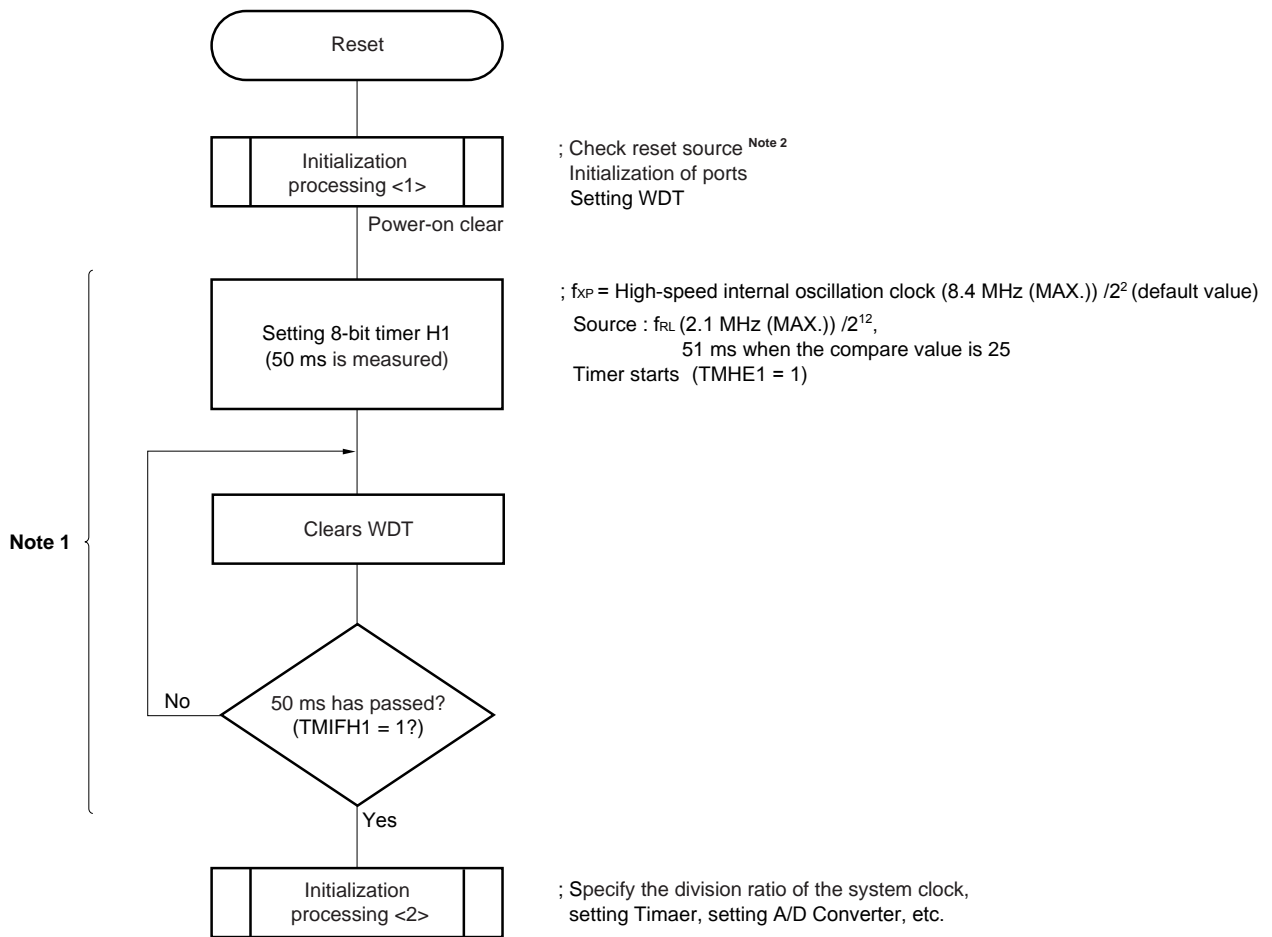 Reset
Initialization
processing <1>
; Check reset source Note 2
Initialization of ports
Setting WDT
Power-on clear
Setting 8-bit timer H1
(50 ms is measured)
; fXP = High-speed internal oscillation clock (8.4 MHz (MAX.)) /2² (default value)
Source : fRL (2.1 MHz (MAX.)) /2¹²,
51 ms when the compare value is 25
Timer starts (TMHE1 = 1)
Note 1
Clears WDT
No
50 ms has passed?
(TMIFH1 = 1?)
Yes
Initialization
processing <2>
; Specify the division ratio of the system clock,
setting Timaer, setting A/D Converter, etc.